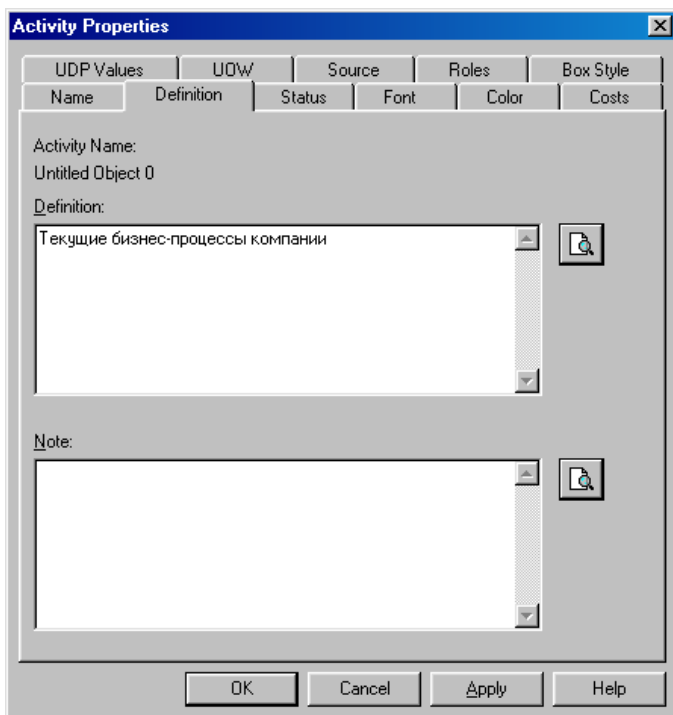 Activity Properties
UDP Values UOW Source Roles Box Style
Name Definition Status Font Color Costs
Activity Name:
Untitled Object 0
Definition:
Текущие бизнес-процессы компании
Note:
OK Cancel Apply Help